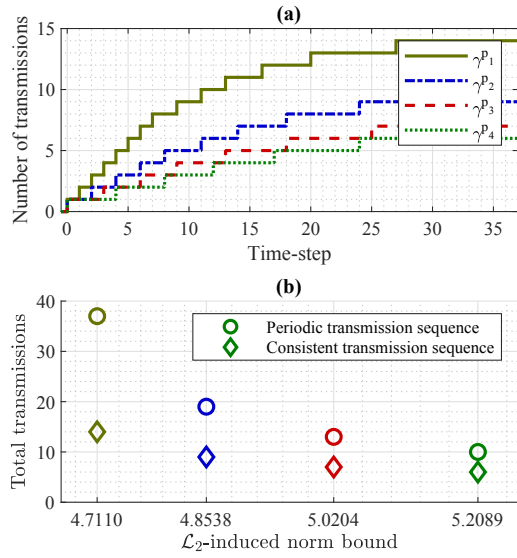 (a)
Number of transmissions
15
10
5
0
γ^p1
γ^p2
γ^p3
γ^p4
0 5 10 15 20 25 30 35
Time-step
(b)
Total transmissions
40
30
20
10
0
Periodic transmission sequence
Consistent transmission sequence
4.7110 4.8538 5.0204 5.2089
ℒ2-induced norm bound